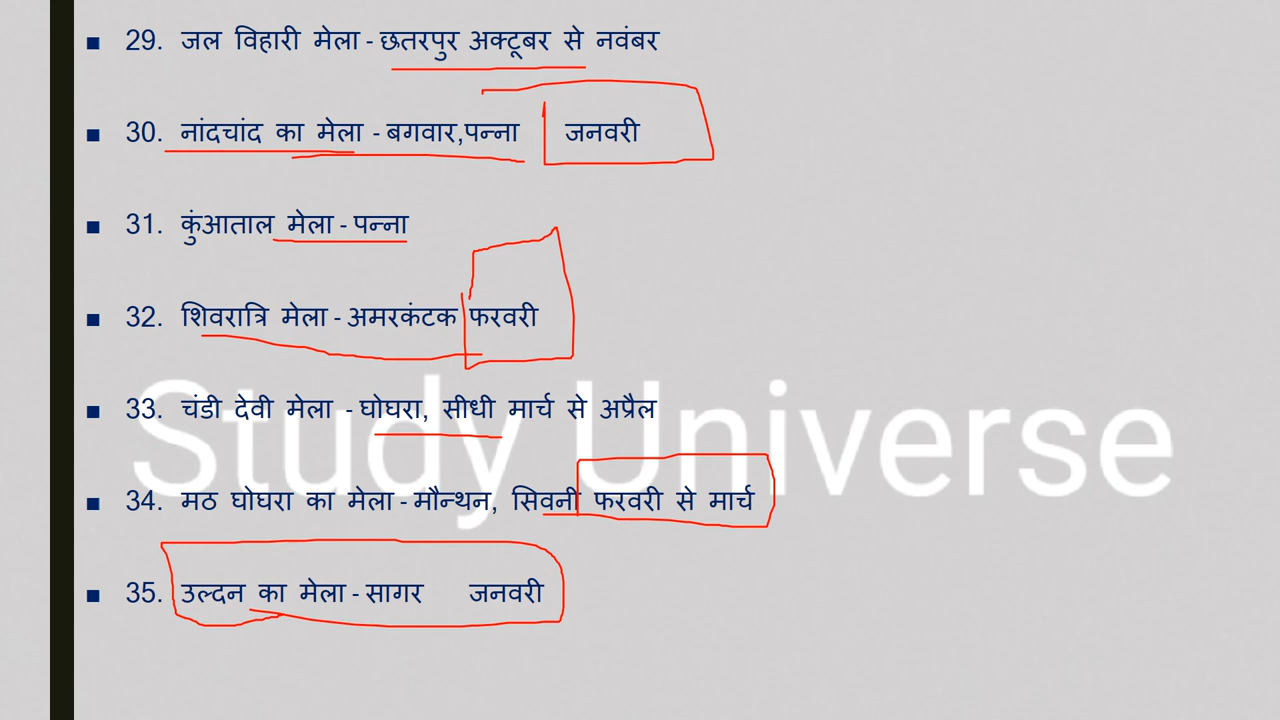 29. जल विहारी मेला - छतरपुर अक्टूबर से नवंबर
30. नांदचांद का मेला - बगवार,पन्ना जनवरी
31. कुंआताल मेला - पन्ना
32. शिवरात्रि मेला - अमरकंटक फरवरी
33. चंडी देवी मेला - घोघरा, सीधी मार्च से अप्रैल
34. मठ घोघरा का मेला - मौन्थन, सिवनी फरवरी से मार्च
35. उल्दन का मेला - सागर जनवरी
Study Universe